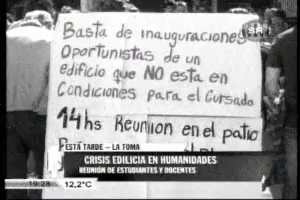 Basta de inauguraciones
Oportunistas de un
edificio que NO esta en
Condiciones para el Cursado
14hs Reunion en el patio
ESTA TARDE – LA TOMA
CRISIS EDILICIA EN HUMANIDADES
REUNIÓN DE ESTUDIANTES Y DOCENTES
19:28 12,2°C